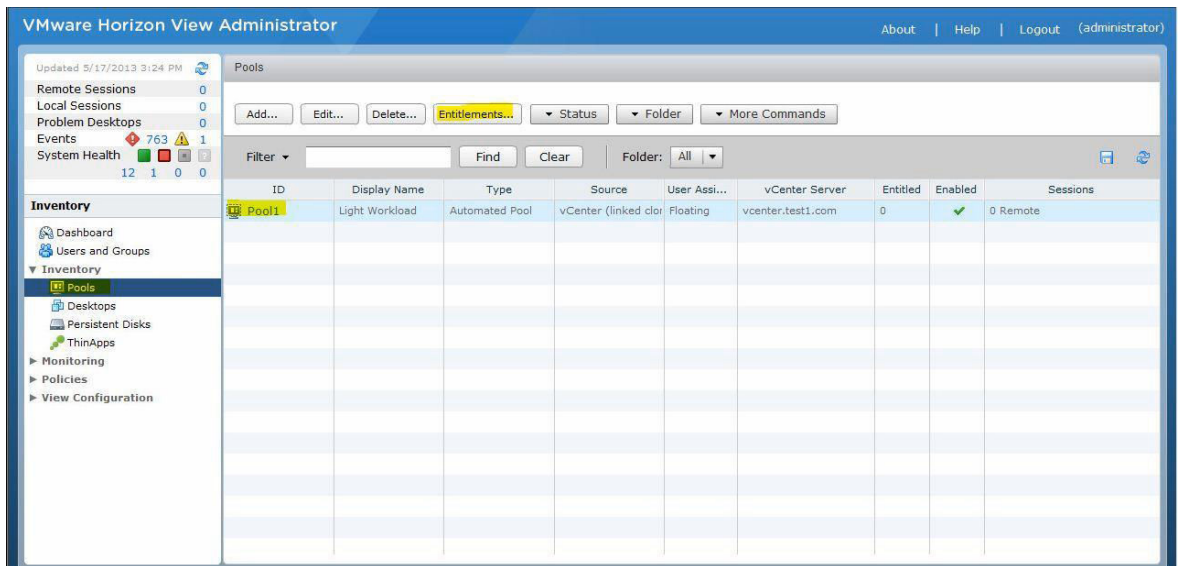 VMware Horizon View Administrator
About | Help | Logout (administrator)
Updated 5/17/2013 3:24 PM
Remote Sessions 0
Local Sessions 0
Problem Desktops 0
Events 763 1
System Health ?
12 1 0 0
Inventory
Dashboard
Users and Groups
Inventory
Pools
Desktops
Persistent Disks
ThinApps
Monitoring
Policies
View Configuration
Pools
Add... Edit... Delete... Entitlements... Status Folder More Commands
Filter Find Clear Folder: All
ID Display Name Type Source User Assi... vCenter Server Entitled Enabled Sessions
Pool1 Light Workload Automated Pool vCenter (linked clor Floating vcenter.test1.com 0 0 Remote